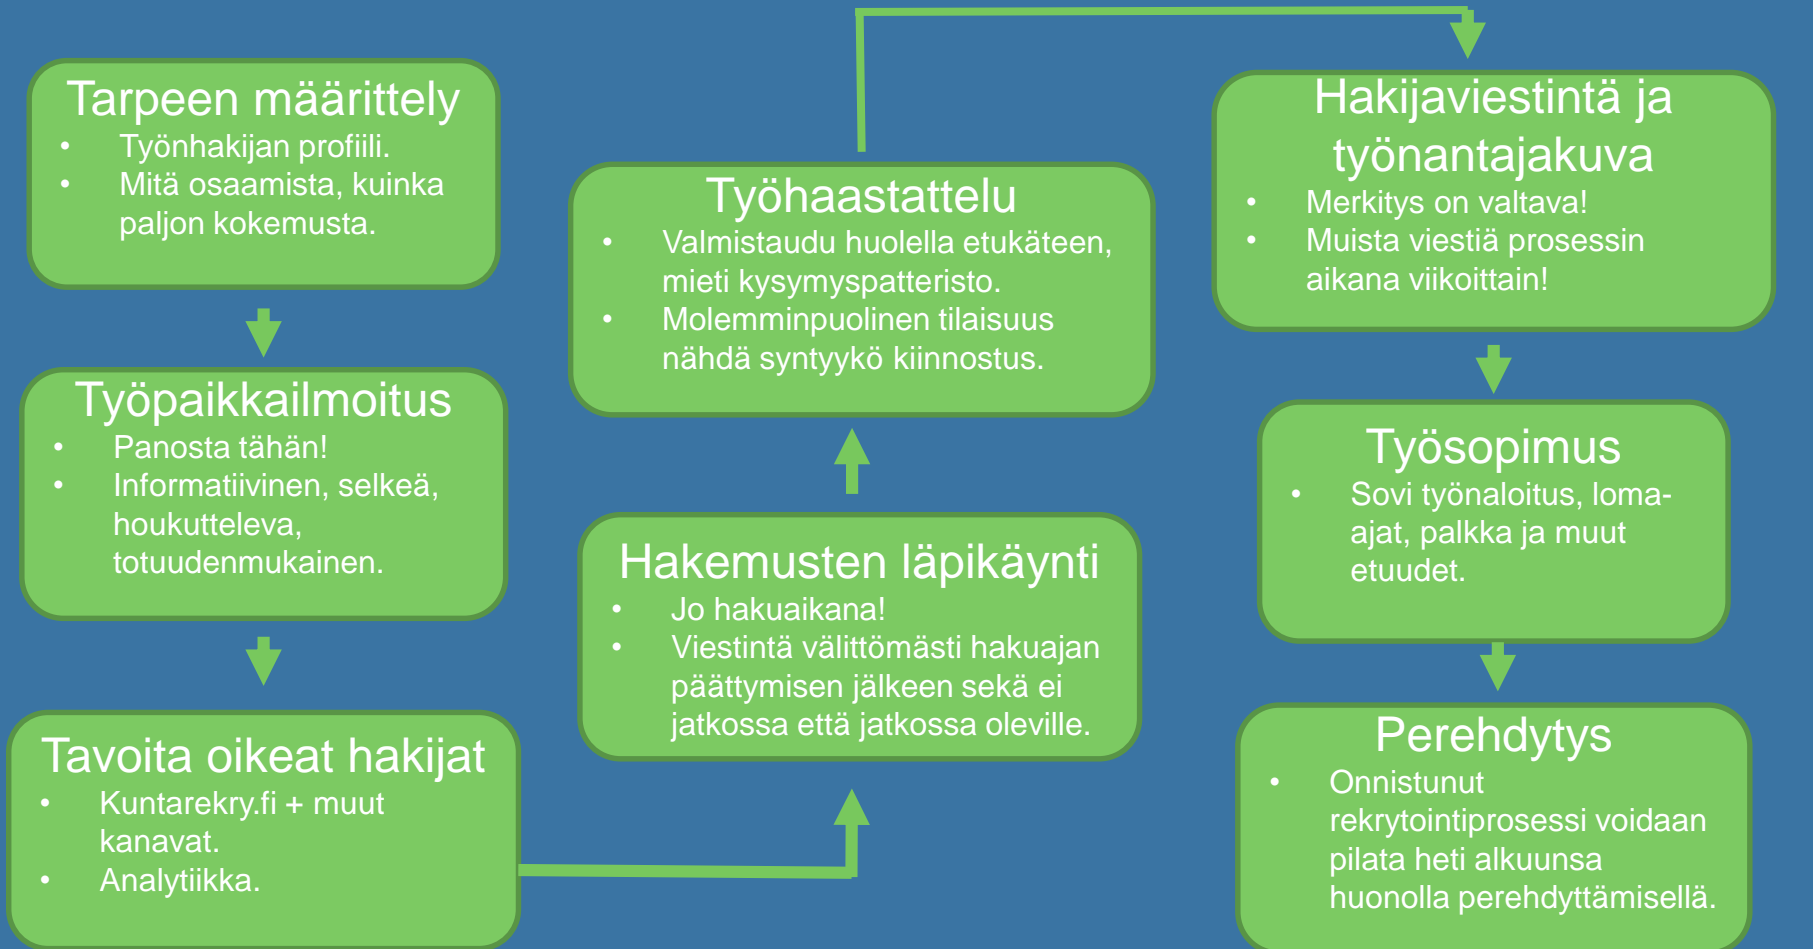 Tarpeen määrittely
• Työnhakijan profiili.
• Mitä osaamista, kuinka
paljon kokemusta.
Työpaikkailmoitus
• Panosta tähän!
• Informatiivinen, selkeä,
houkutteleva,
totuudenmukainen.
Tavoita oikeat hakijat
• Kuntarekry.fi + muut
kanavat.
• Analytiikka.
Hakemusten läpikäynti
• Jo hakuaikana!
• Viestintä välittömästi hakuajan
päättymisen jälkeen sekä ei
jatkossa että jatkossa oleville.
Työhaastattelu
• Valmistaudu huolella etukäteen,
mieti kysymyspatteristo.
• Molemminpuolinen tilaisuus
nähdä syntyykö kiinnostus.
Hakijaviestintä ja
työnantajakuva
• Merkitys on valtava!
• Muista viestiä prosessin
aikana viikoittain!
Työsopimus
• Sovi työnaloitus, loma-
ajat, palkka ja muut
etuudet.
Perehdytys
• Onnistunut
rekrytointiprosessi voidaan
pilata heti alkuunsa
huonolla perehdyttämisellä.